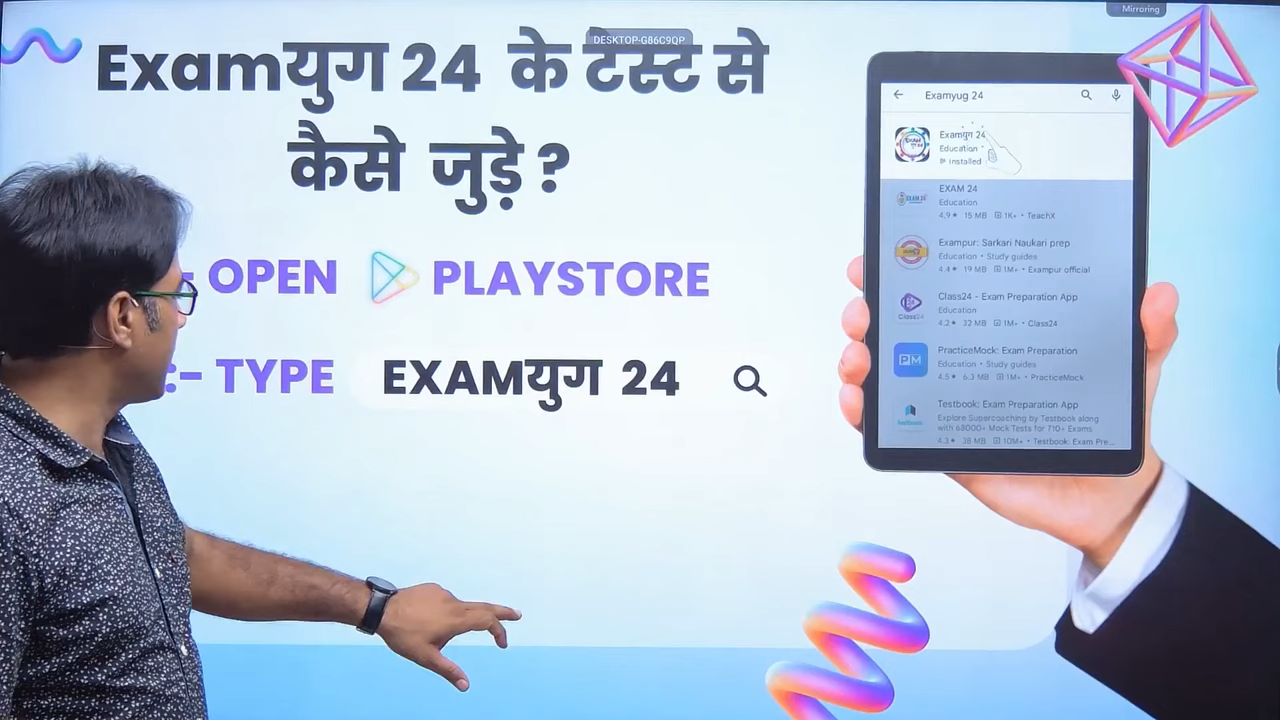 Mirroring
DESKTOP-G86C9QP
Examयुग 24 के टेस्ट से
कैसे जुड़े ?
:- OPEN PLAYSTORE
:- TYPE EXAMयुग 24
Examyug 24
Examयुग 24
Education
Installed
EXAM 24
Education
4.9★ 15 MB 1K+ • TeachX
Exampur: Sarkari Naukari prep
Education • Study guides
4.4★ 19 MB 1M+ • Exampur official
Class24 - Exam Preparation App
Education
4.2★ 32 MB 1M+ • Class24
Class24
PracticeMock: Exam Preparation
Education • Study guides
4.5★ 6.3 MB 1M+ • PracticeMock
PM
Testbook: Exam Preparation App
Explore Supercoaching by Testbook along
with 68000+ Mock Tests for 710+ Exams
4.3★ 38 MB 10M+ • Testbook: Exam Pre...
testbook